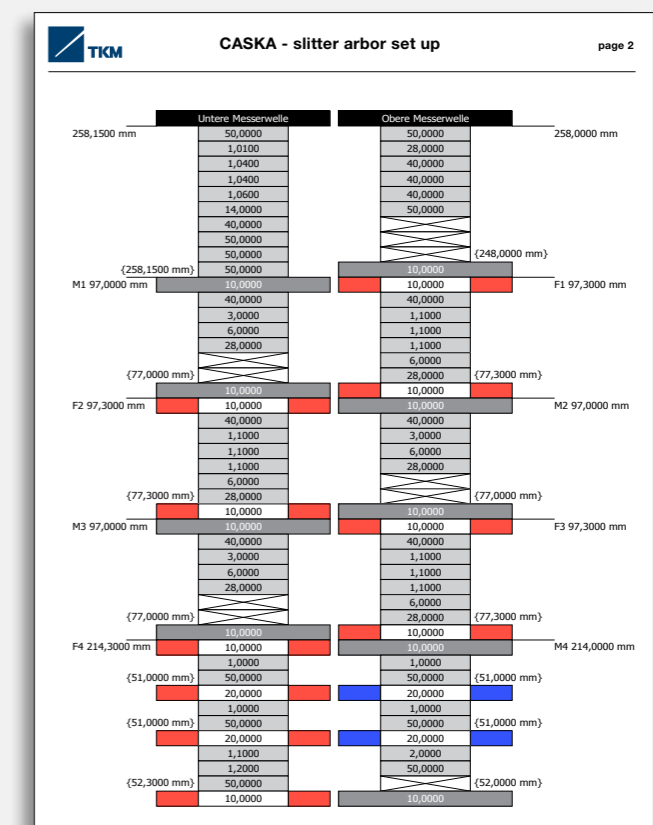 TKM
CASKA - slitter arbor set up
page 2
Untere Messerwelle
Obere Messerwelle
258,1500 mm
50,0000
50,0000
258,0000 mm
1,0100
28,0000
1,0400
40,0000
1,0400
40,0000
1,0600
40,0000
14,0000
50,0000
40,0000
50,0000
50,0000
{248,0000 mm}
{258,1500 mm}
50,0000
10,0000
M1 97,0000 mm
10,0000
10,0000
F1 97,3000 mm
40,0000
40,0000
3,0000
1,1000
6,0000
1,1000
28,0000
1,1000
6,0000
{77,0000 mm}
28,0000
{77,3000 mm}
10,0000
10,0000
F2 97,3000 mm
10,0000
10,0000
M2 97,0000 mm
40,0000
40,0000
1,1000
3,0000
1,1000
6,0000
1,1000
28,0000
6,0000
{77,3000 mm}
28,0000
{77,0000 mm}
10,0000
10,0000
M3 97,0000 mm
10,0000
10,0000
F3 97,3000 mm
40,0000
40,0000
3,0000
1,1000
6,0000
1,1000
28,0000
1,1000
6,0000
{77,0000 mm}
28,0000
{77,3000 mm}
10,0000
10,0000
F4 214,3000 mm
10,0000
10,0000
M4 214,0000 mm
1,0000
1,0000
{51,0000 mm}
50,0000
50,0000
{51,0000 mm}
20,0000
20,0000
1,0000
1,0000
{51,0000 mm}
50,0000
50,0000
{51,0000 mm}
20,0000
20,0000
1,1000
2,0000
1,2000
50,0000
{52,3000 mm}
50,0000
{52,0000 mm}
10,0000
10,0000